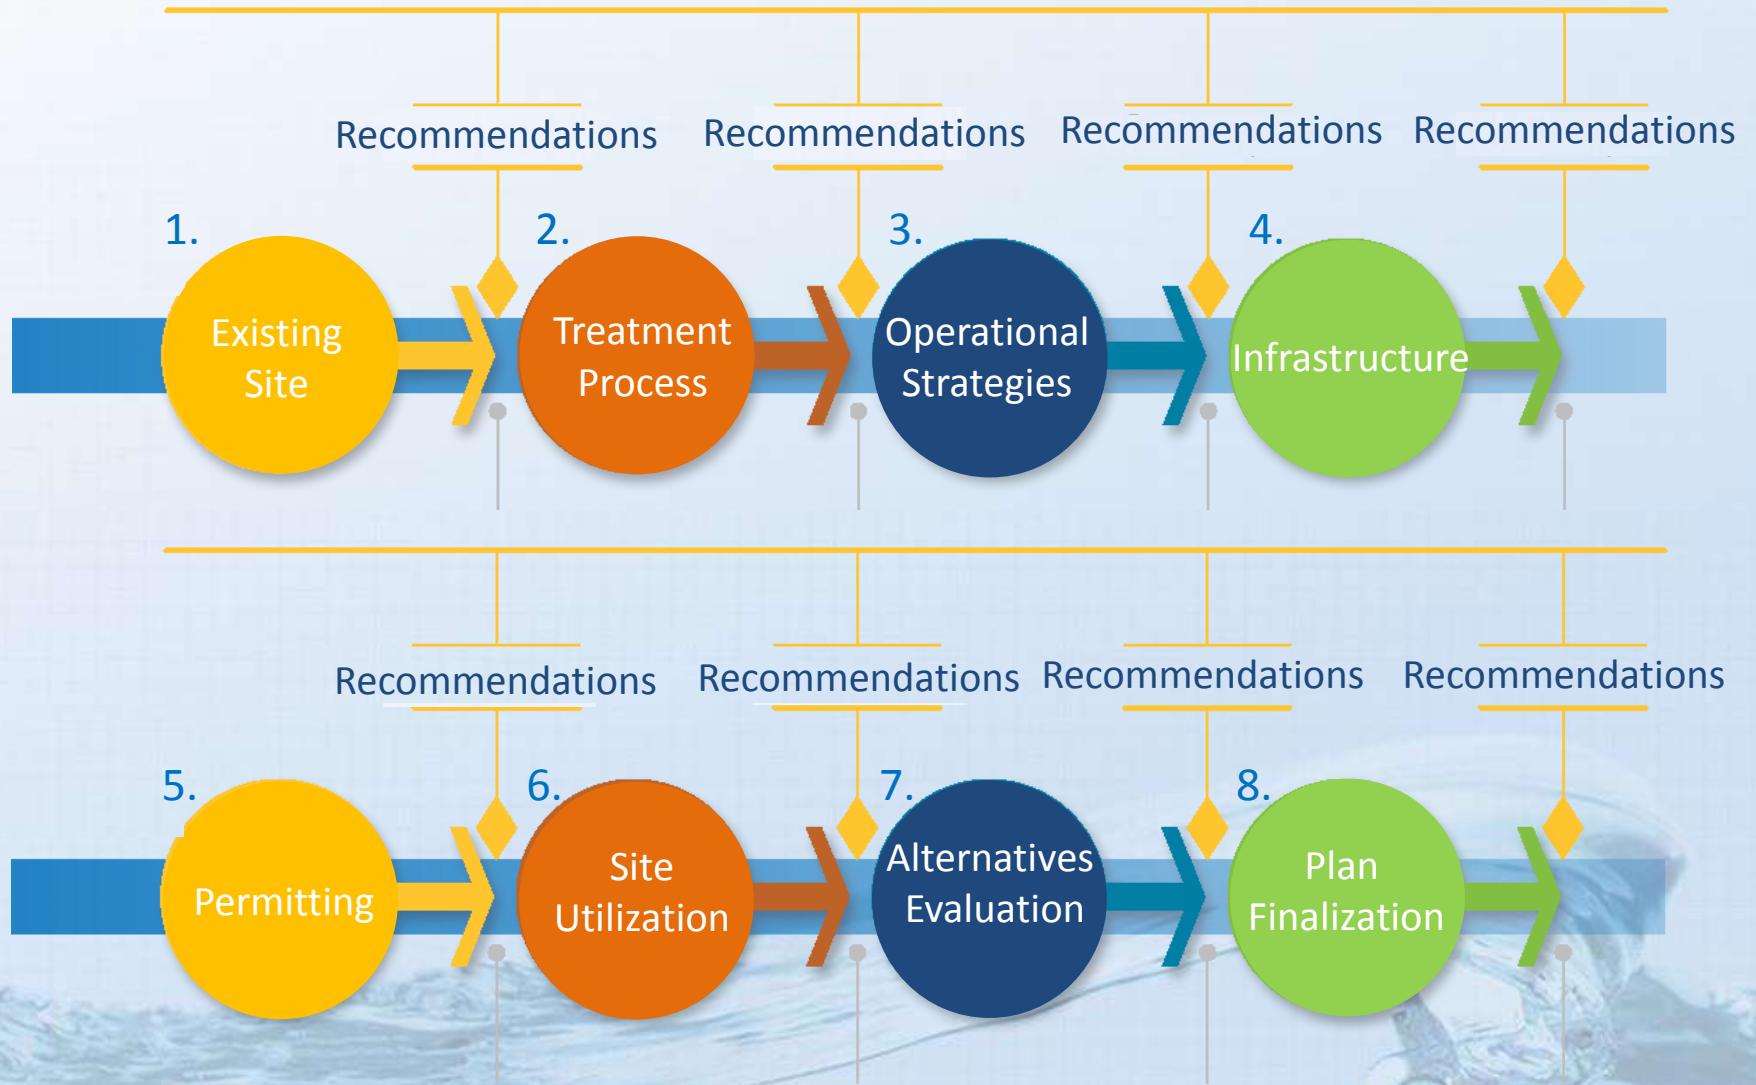 Recommendations
Recommendations
Recommendations
Recommendations
1.
Existing
Site
2.
Treatment
Process
3.
Operational
Strategies
4.
Infrastructure
Recommendations
Recommendations
Recommendations
Recommendations
5.
Permitting
6.
Site
Utilization
7.
Alternatives
Evaluation
8.
Plan
Finalization